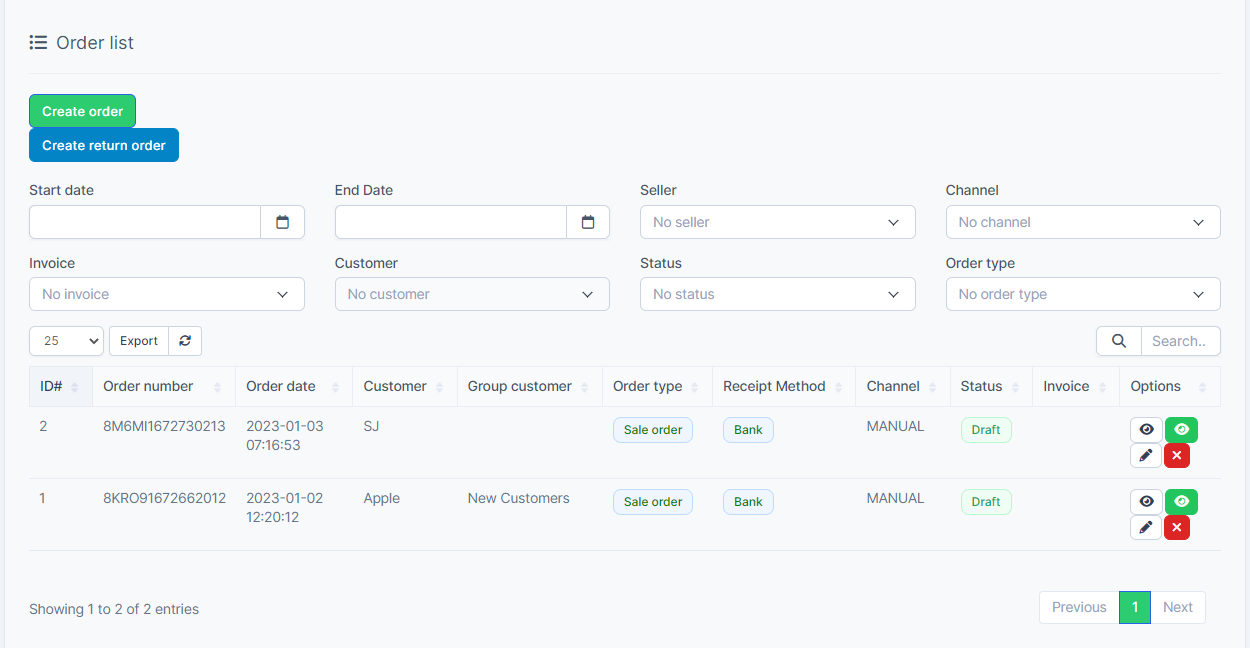 Order list
Create order
Create return order
Start date End Date Seller Channel
No seller No channel
Invoice Customer Status Order type
No invoice No customer No status No order type
25 Export Search..
ID# Order number Order date Customer Group customer Order type Receipt Method Channel Status Invoice Options
2 8M6MI1672730213 2023-01-03 SJ Sale order Bank MANUAL Draft
07:16:53
1 8KRO91672662012 2023-01-02 Apple New Customers Sale order Bank MANUAL Draft
12:20:12
Showing 1 to 2 of 2 entries Previous 1 Next